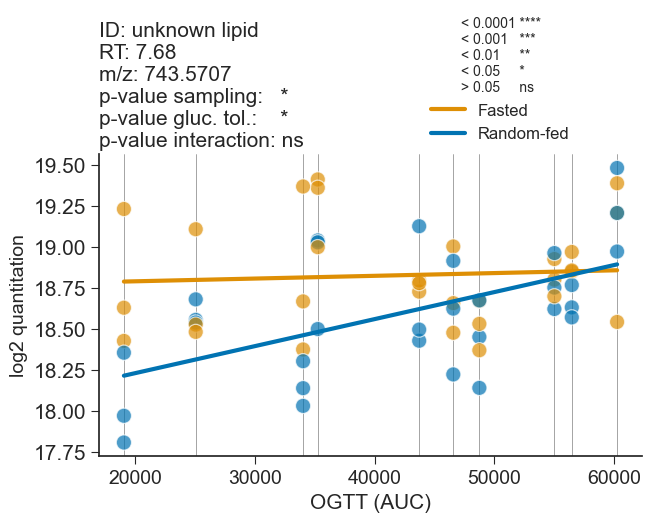 ID: unknown lipid
RT: 7.68
m/z: 743.5707
p-value sampling: *
p-value gluc. tol.: *
p-value interaction: ns
< 0.0001 ****
< 0.001 ***
< 0.01 **
< 0.05 *
> 0.05 ns
Fasted
Random-fed
19.50
19.25
19.00
18.75
18.50
18.25
18.00
17.75
log2 quantitation
20000 30000 40000 50000 60000
OGTT (AUC)